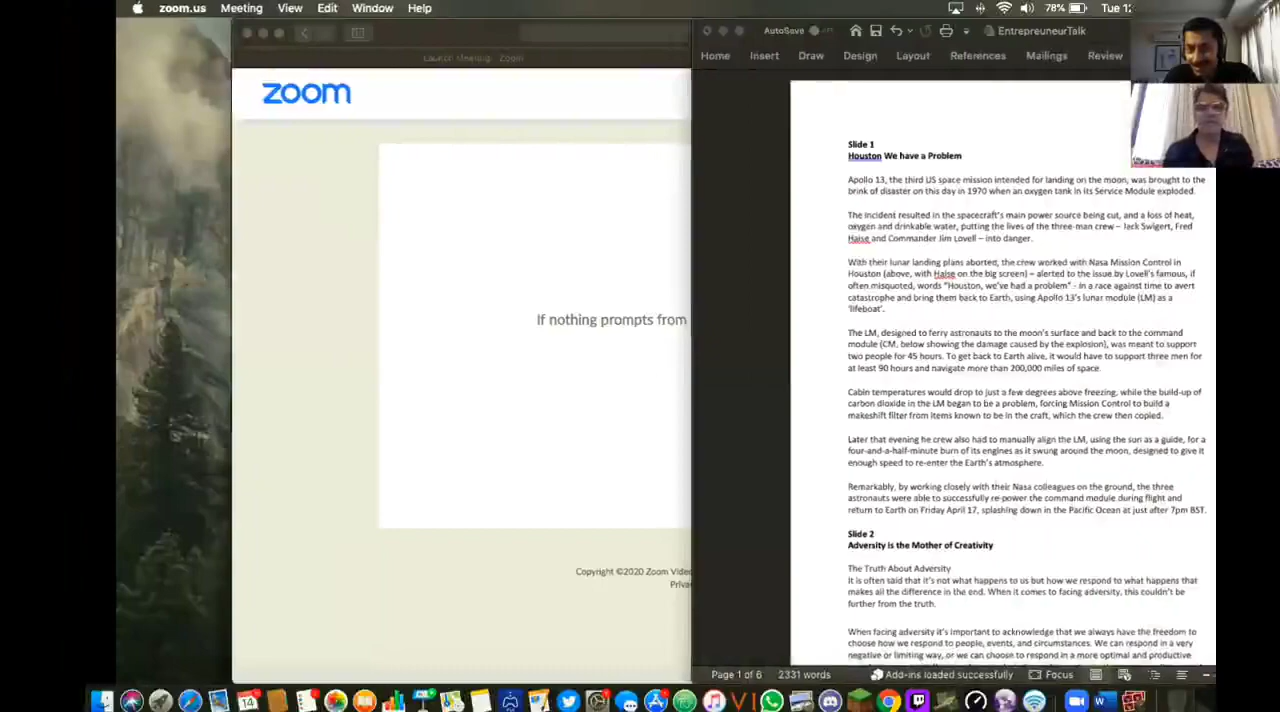 zoom.us Meeting View Edit Window Help 78% Tue 12
Launch Meeting - Zoom
AutoSave EntrepreneurTalk
Home Insert Draw Design Layout References Mailings Review
zoom
If nothing prompts from
Copyright ©2020 Zoom Video
Priva
Slide 1
Houston We have a Problem
Apollo 13, the third US space mission intended for landing on the moon, was brought to the
brink of disaster on this day in 1970 when an oxygen tank in its Service Module exploded.
The incident resulted in the spacecraft's main power source being cut, and a loss of heat,
oxygen and drinkable water, putting the lives of the three-man crew – Jack Swigert, Fred
Haise and Commander Jim Lovell – into danger.
With their lunar landing plans aborted, the crew worked with Nasa Mission Control in
Houston (above, with Haise on the big screen) – alerted to the issue by Lovell's famous, if
often misquoted, words "Houston, we've had a problem" - in a race against time to avert
catastrophe and bring them back to Earth, using Apollo 13's lunar module (LM) as a
'lifeboat'.
The LM, designed to ferry astronauts to the moon's surface and back to the command
module (CM, below showing the damage caused by the explosion), was meant to support
two people for 45 hours. To get back to Earth alive, it would have to support three men for
at least 90 hours and navigate more than 200,000 miles of space.
Cabin temperatures would drop to just a few degrees above freezing, while the build-up of
carbon dioxide in the LM began to be a problem, forcing Mission Control to build a
makeshift filter from items known to be in the craft, which the crew then copied.
Later that evening he crew also had to manually align the LM, using the sun as a guide, for a
four-and-a-half-minute burn of its engines as it swung around the moon, designed to give it
enough speed to re-enter the Earth's atmosphere.
Remarkably, by working closely with their Nasa colleagues on the ground, the three
astronauts were able to successfully re-power the command module during flight and
return to Earth on Friday April 17, splashing down in the Pacific Ocean at just after 7pm BST.
Slide 2
Adversity is the Mother of Creativity
The Truth About Adversity
It is often said that it's not what happens to us but how we respond to what happens that
makes all the difference in the end. When it comes to facing adversity, this couldn't be
further from the truth.
When facing adversity it's important to acknowledge that we always have the freedom to
choose how we respond to people, events, and circumstances. We can respond in a very
negative or limiting way, or we can choose to respond in a more optimal and productive
Page 1 of 6 2331 words Add-ins loaded successfully Focus
14